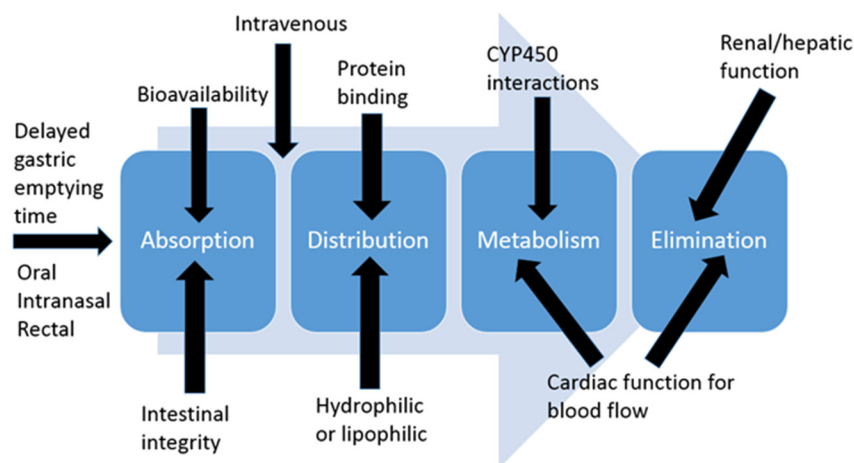 Intravenous
Bioavailability
Protein
binding
CYP450
interactions
Renal/hepatic
function
Delayed
gastric
emptying
time
Absorption
Distribution
Metabolism
Elimination
Oral
Intranasal
Rectal
Intestinal
integrity
Hydrophilic
or lipophilic
Cardiac function for
blood flow